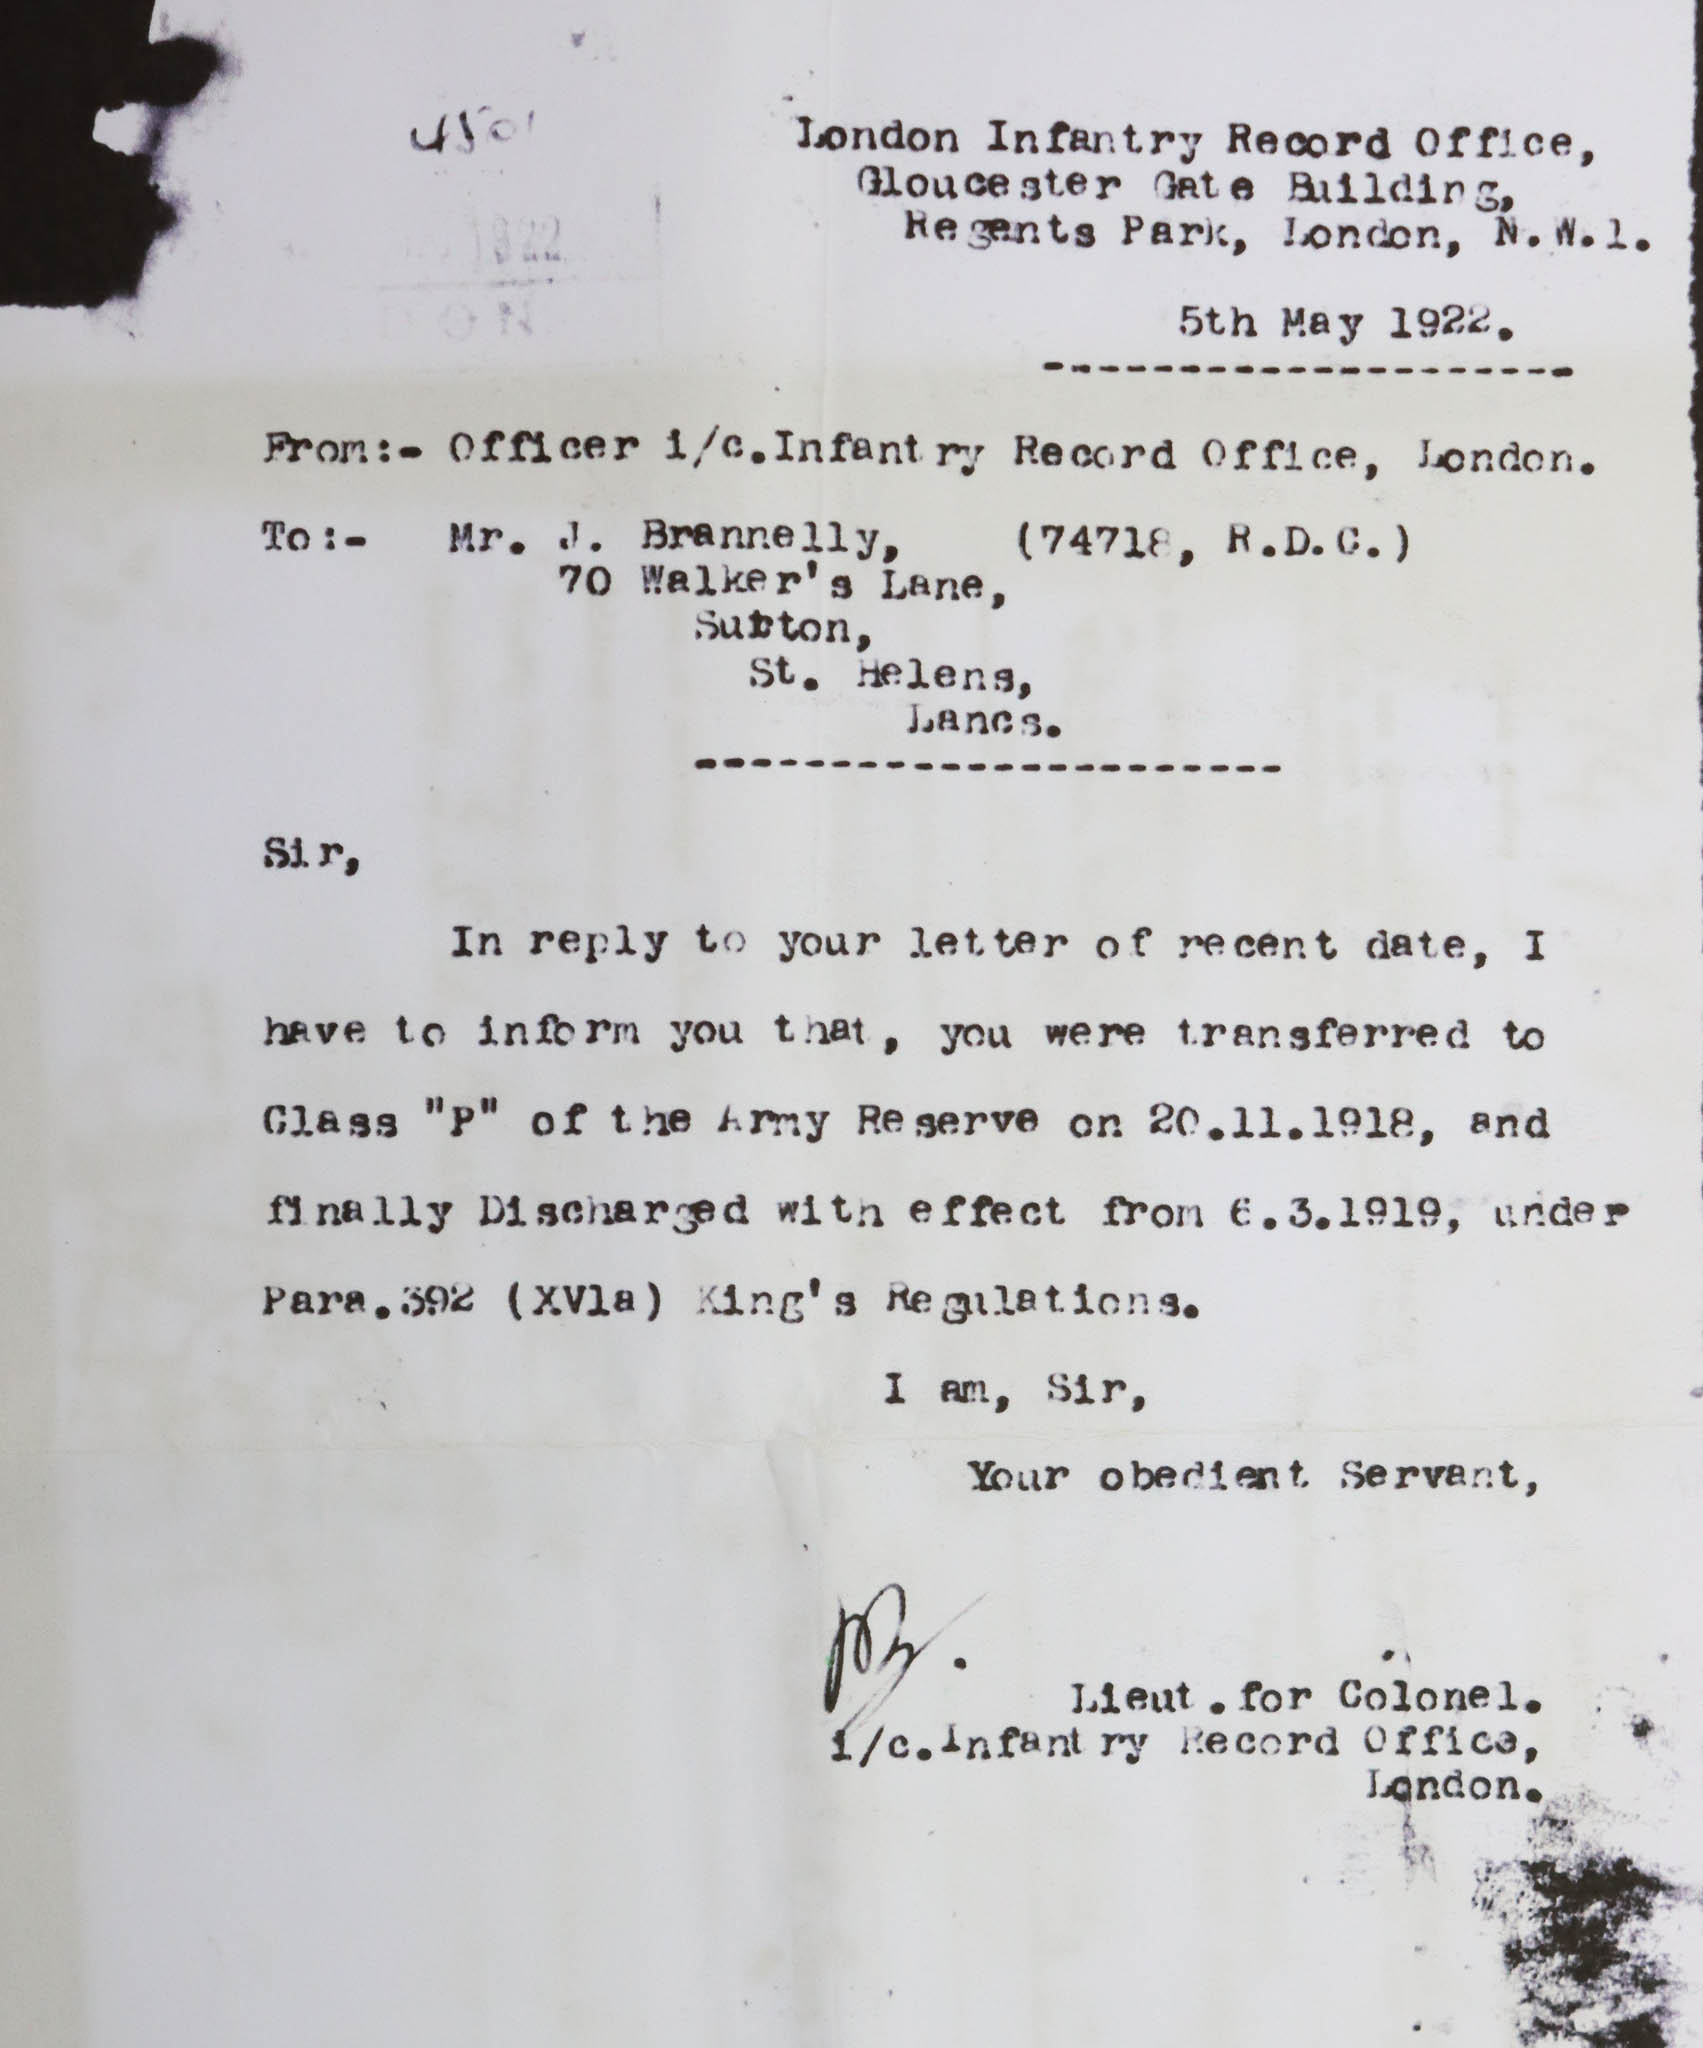 London Infantry Record Office,
Gloucester Gate Building,
Regents Park, London, N.W.1.
1922
5th May 1922.
--------------------
From:- Officer i/c.Infantry Record Office, London.
To:- Mr. J. Brannelly, (74718, R.D.C.)
70 Walker's Lane,
Sutton,
St. Helens,
Lancs.
----------------------
Sir,
In reply to your letter of recent date, I
have to inform you that, you were transferred to
Class "P" of the Army Reserve on 20.11.1918, and
finally Discharged with effect from 6.3.1919, under
Para.392 (XVla) King's Regulations.
I am, Sir,
Your obedient Servant,
Lieut.for Colonel.
i/c.Infantry Record Office,
London.